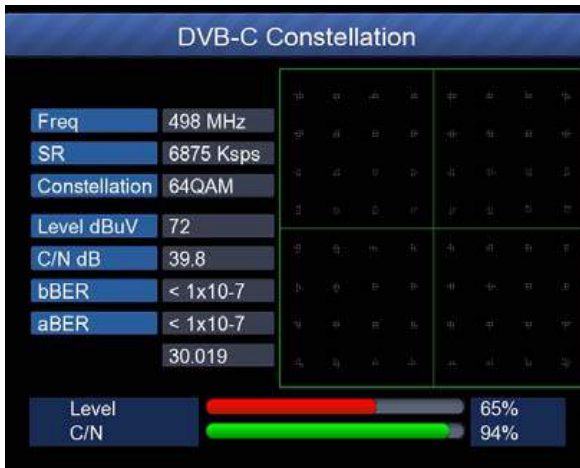 DVB-C Constellation
Freq 498 MHz
SR 6875 Ksps
Constellation 64QAM
Level dBuV 72
C/N dB 39.8
bBER < 1x10-7
aBER < 1x10-7
30.019
Level 65%
C/N 94%